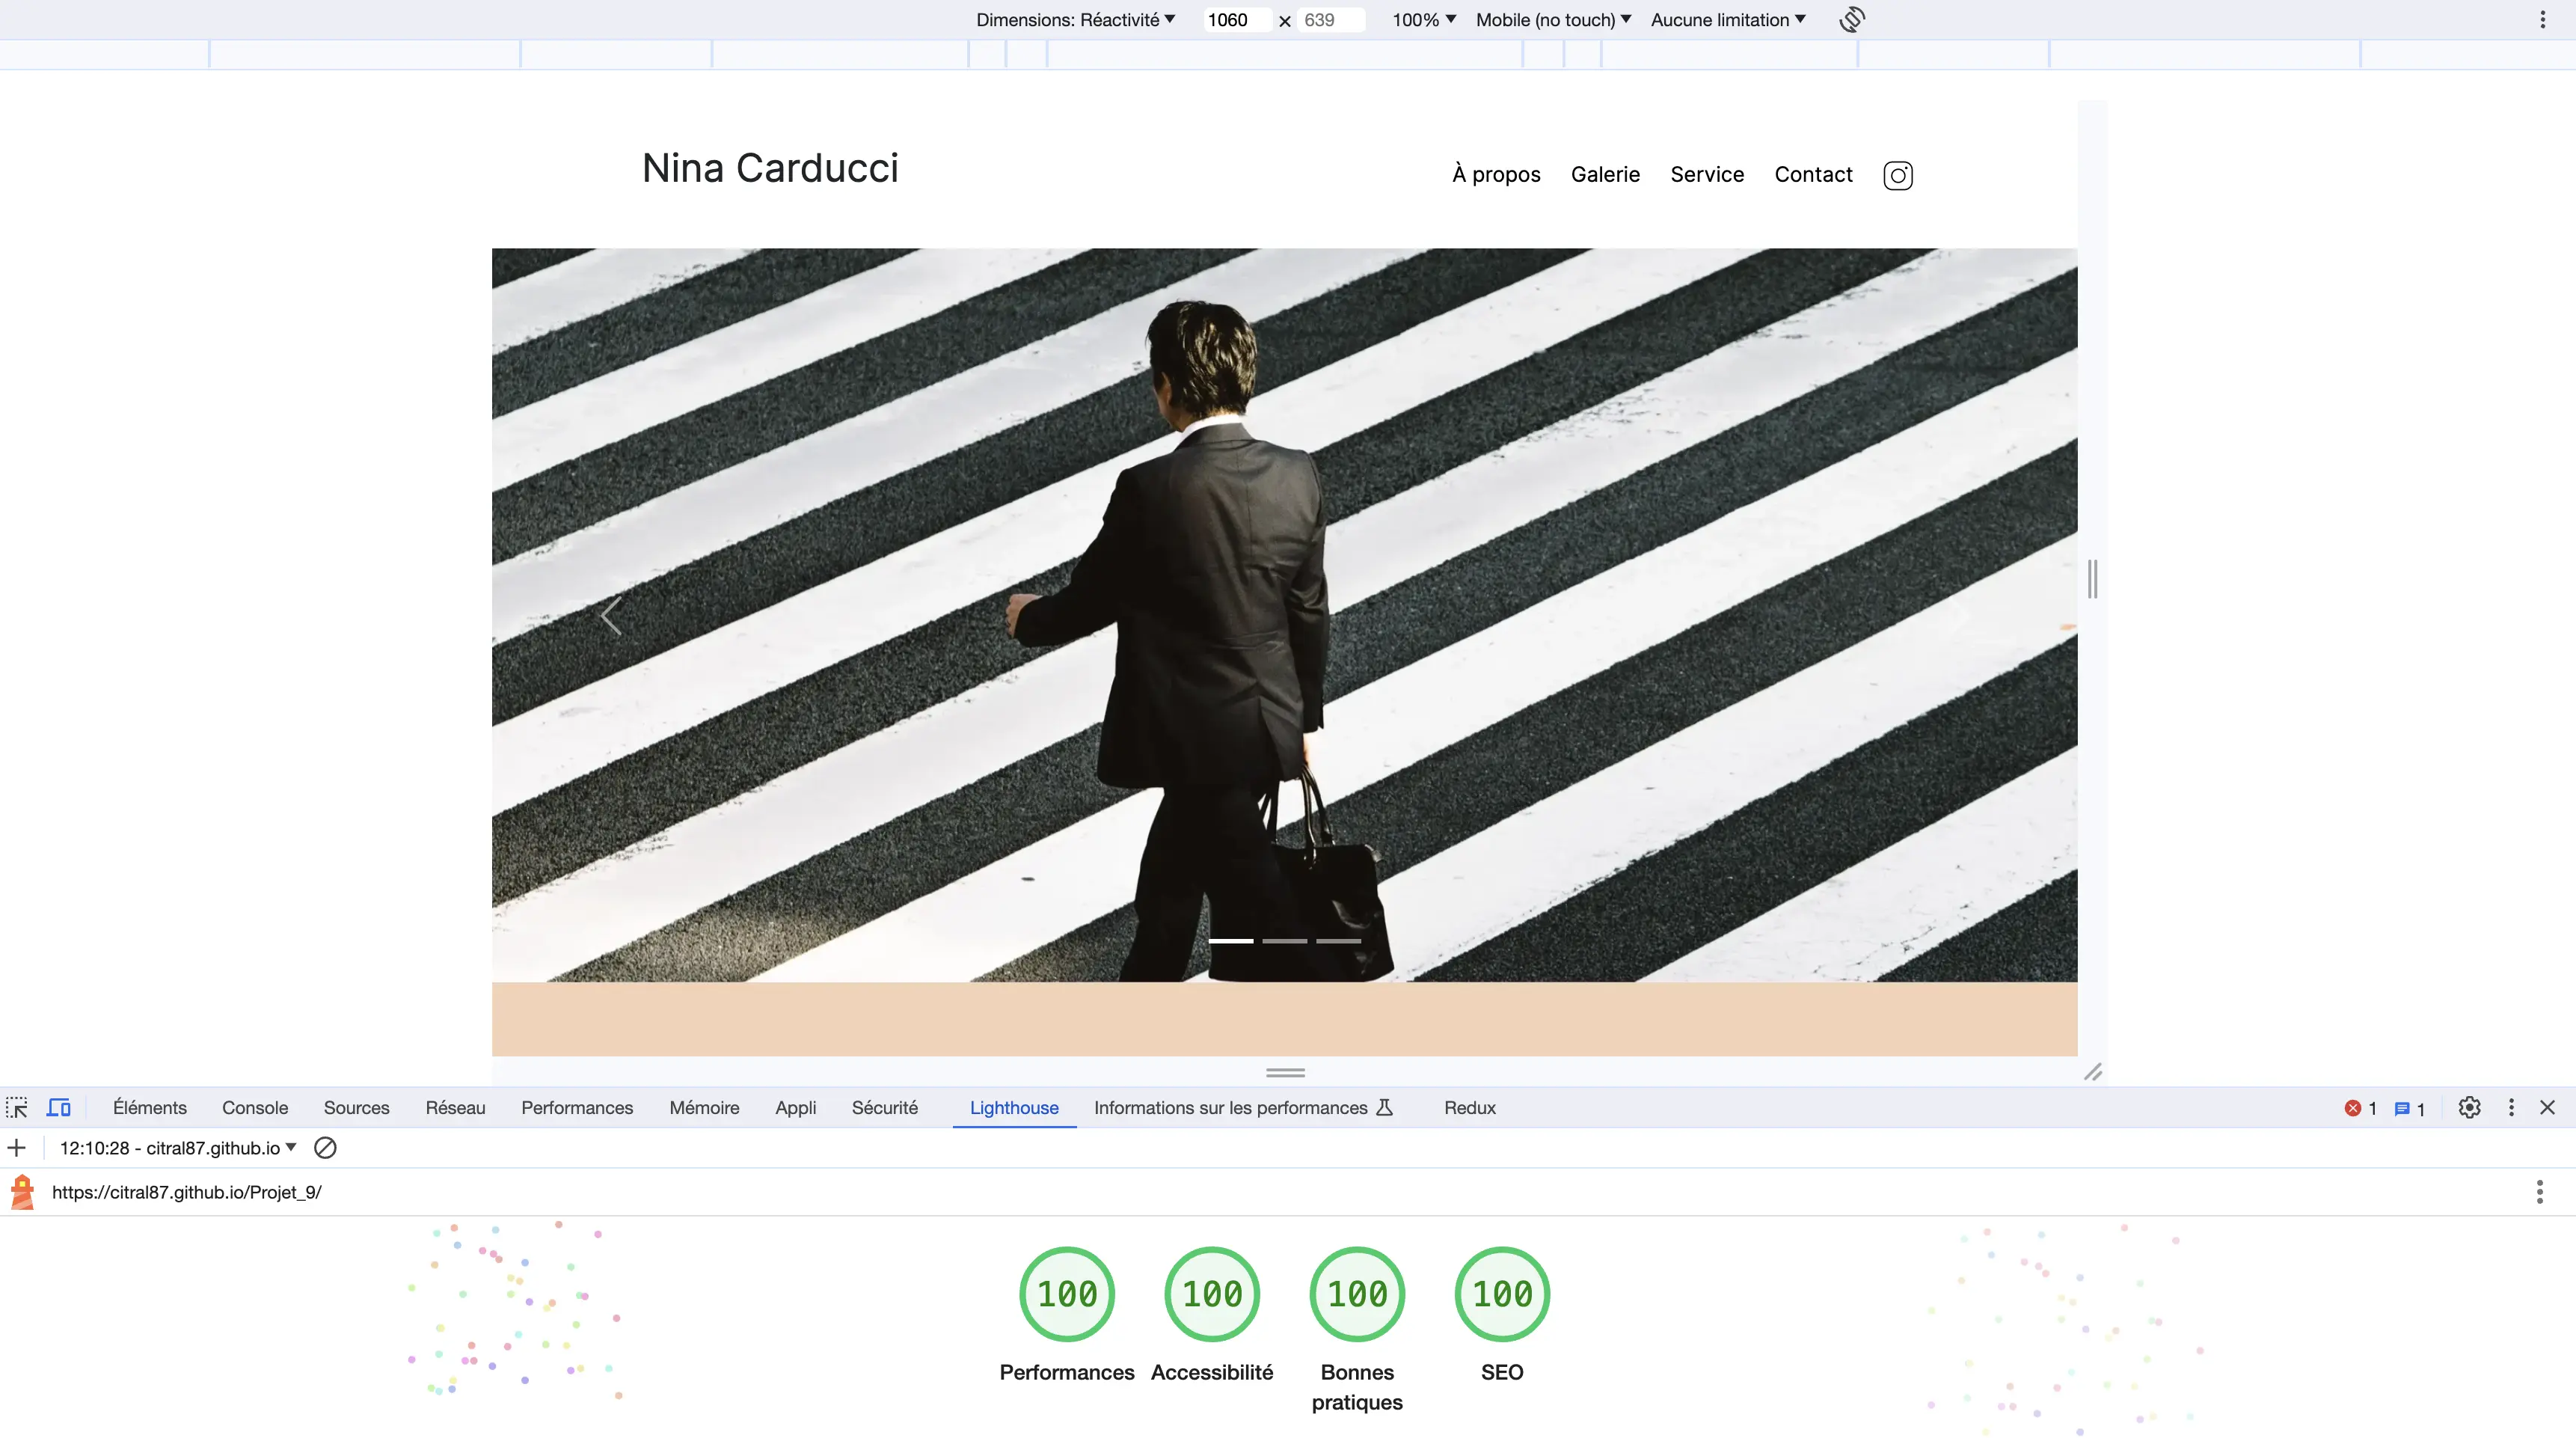 Dimensions: Réactivité 1060 × 639 100% Mobile (no touch) Aucune limitation
Nina Carducci
À propos Galerie Service Contact
Éléments Console Sources Réseau Performances Mémoire Appli Sécurité Lighthouse Informations sur les performances Redux 1 1
12:10:28 - citral87.github.io
https://citral87.github.io/Projet_9/
100 100 100 100
Performances Accessibilité Bonnes pratiques SEO